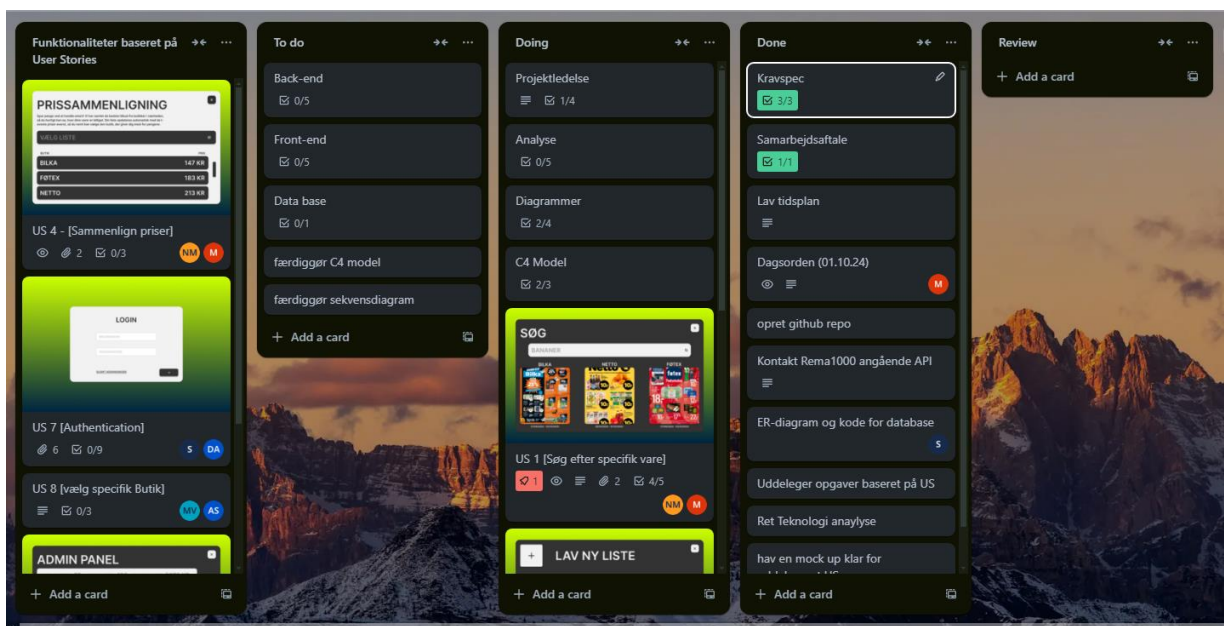 Funktionaliteter baseret på
User Stories
PRISSAMMENLIGNING
VÆLG LISTE
BILKA 147 KR
FØTEX 183 KR
NETTO 213 KR
US 4 - [Sammenlign priser]
2 0/3 NM M
LOGIN
US 7 [Authentication]
6 0/9 S DA
US 8 [vælg specifik Butik]
0/3 MV AS
ADMIN PANEL
+ Add a card
To do
Back-end
0/5
Front-end
0/5
Data base
0/1
færdiggør C4 model
færdiggør sekvensdiagram
+ Add a card
Doing
Projektledelse
1/4
Analyse
0/5
Diagrammer
2/4
C4 Model
2/3
SØG
BANANER
BILKA NETTO FØTEX
US 1 [Søg efter specifik vare]
1 2 4/5
NM M
+ LAV NY LISTE
+ Add a card
Done
Kravspec
3/3
Samarbejdsaftale
1/1
Lav tidsplan
Dagsorden (01.10.24)
M
opret github repo
Kontakt Rema1000 angående API
ER-diagram og kode for database
S
Uddeleger opgaver baseret på US
Ret Teknologi anaylyse
hav en mock up klar for
+ Add a card
Review
+ Add a card